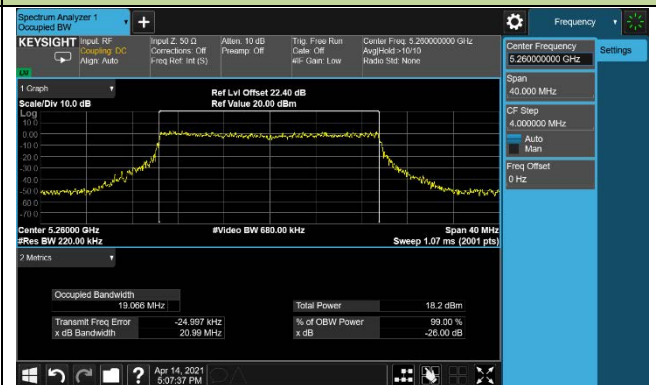 Spectrum Analyzer 1
Occupied BW
Frequency
KEYSIGHT
Input: RF
Coupling: DC
Align: Auto
Input Z: 50 Ω
Corrections: Off
Freq Ref: Int (S)
Atten: 10 dB
Preamp: Off
Trig: Free Run
Gate: Off
#IF Gain: Low
Center Freq: 5.260000000 GHz
Avg|Hold:>10/10
Radio Std: None
Center Frequency
5.260000000 GHz
Settings
Span
40.000 MHz
CF Step
4.000000 MHz
Auto
Man
Freq Offset
0 Hz
1 Graph
Ref Lvl Offset 22.40 dB
Scale/Div 10.0 dB
Ref Value 20.00 dBm
Log
10.0
0.00
-10.0
-20.0
-30.0
-40.0
-50.0
-60.0
-70.0
Center 5.26000 GHz
#Video BW 680.00 kHz
Span 40 MHz
#Res BW 220.00 kHz
Sweep 1.07 ms (2001 pts)
2 Metrics
Occupied Bandwidth
19.066 MHz
Total Power
18.2 dBm
Transmit Freq Error
-24.997 kHz
% of OBW Power
99.00 %
x dB Bandwidth
20.99 MHz
x dB
-26.00 dB
?
Apr 14, 2021
5:07:37 PM